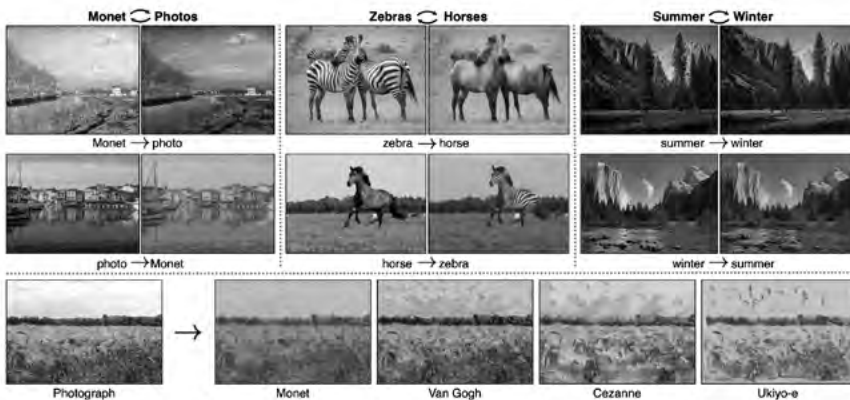 Monet ⟳ Photos
Zebras ⟳ Horses
Summer ⟳ Winter
Monet → photo
zebra → horse
summer → winter
photo → Monet
horse → zebra
winter → summer
Photograph
Monet
Van Gogh
Cezanne
Ukiyo-e